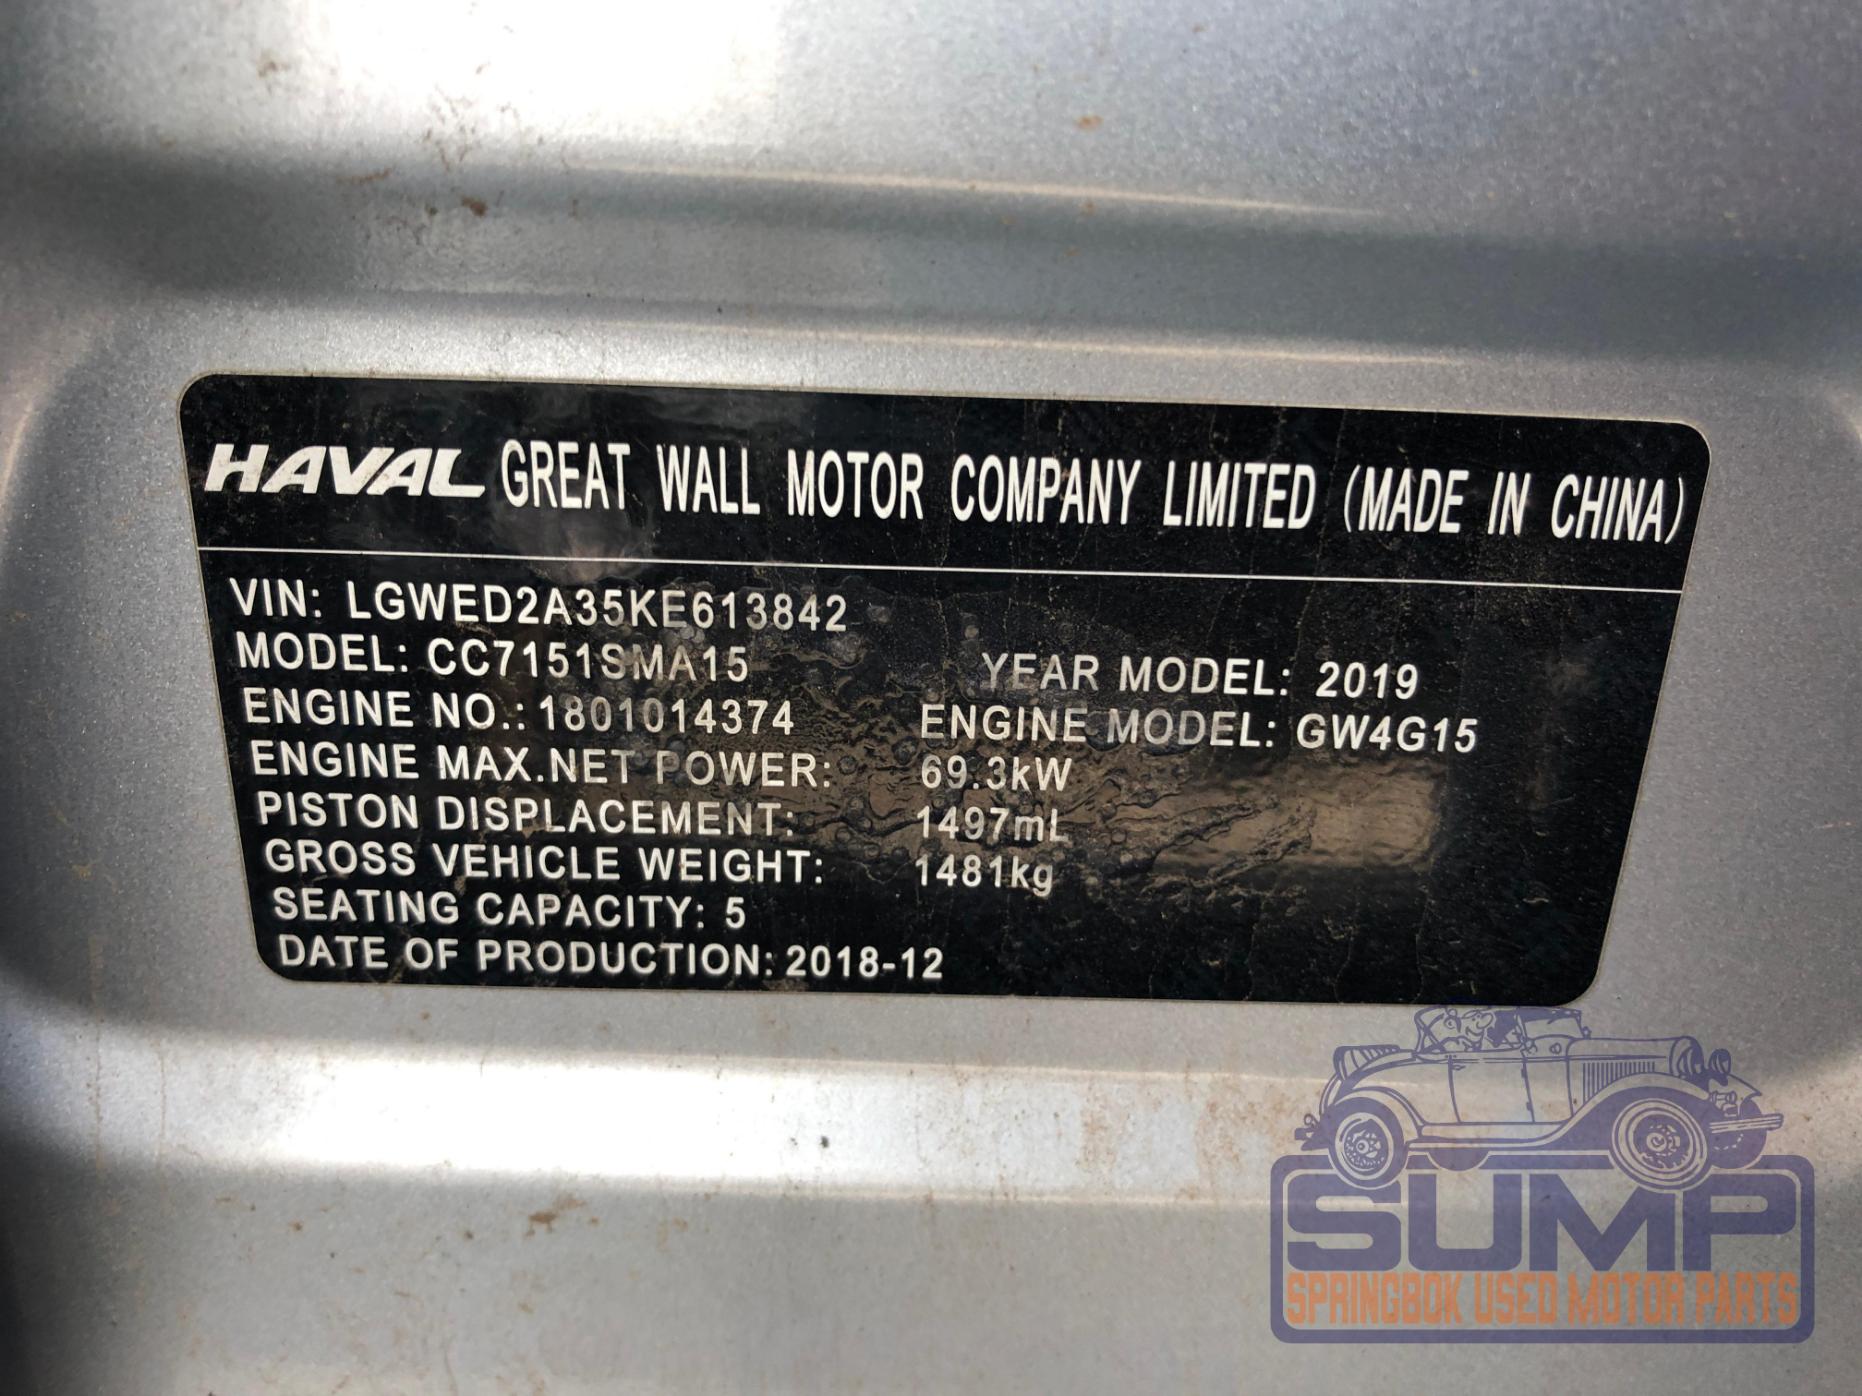 HAVAL GREAT WALL MOTOR COMPANY LIMITED (MADE IN CHINA)
VIN: LGWED2A35KE613842
MODEL: CC7151SMA15 YEAR MODEL: 2019
ENGINE NO.: 1801014374 ENGINE MODEL: GW4G15
ENGINE MAX.NET POWER: 69.3kW
PISTON DISPLACEMENT: 1497mL
GROSS VEHICLE WEIGHT: 1481kg
SEATING CAPACITY: 5
DATE OF PRODUCTION: 2018-12
SUMP
SPRINGBOK USED MOTOR PARTS